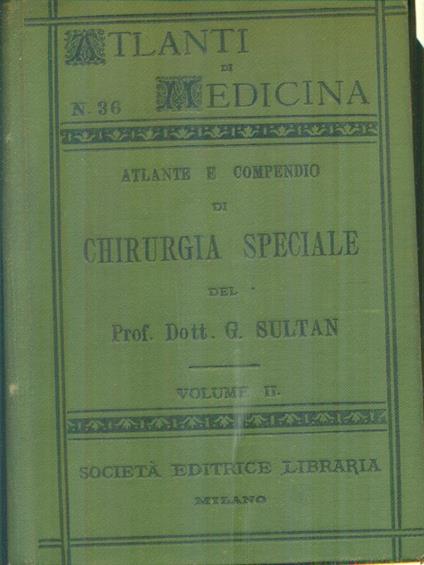 ATLANTI
DI
N. 36 MEDICINA
ATLANTE E COMPENDIO
DI
CHIRURGIA SPECIALE
DEL
Prof. Dott. G. SULTAN
VOLUME II.
SOCIETÀ EDITRICE LIBRARIA
MILANO